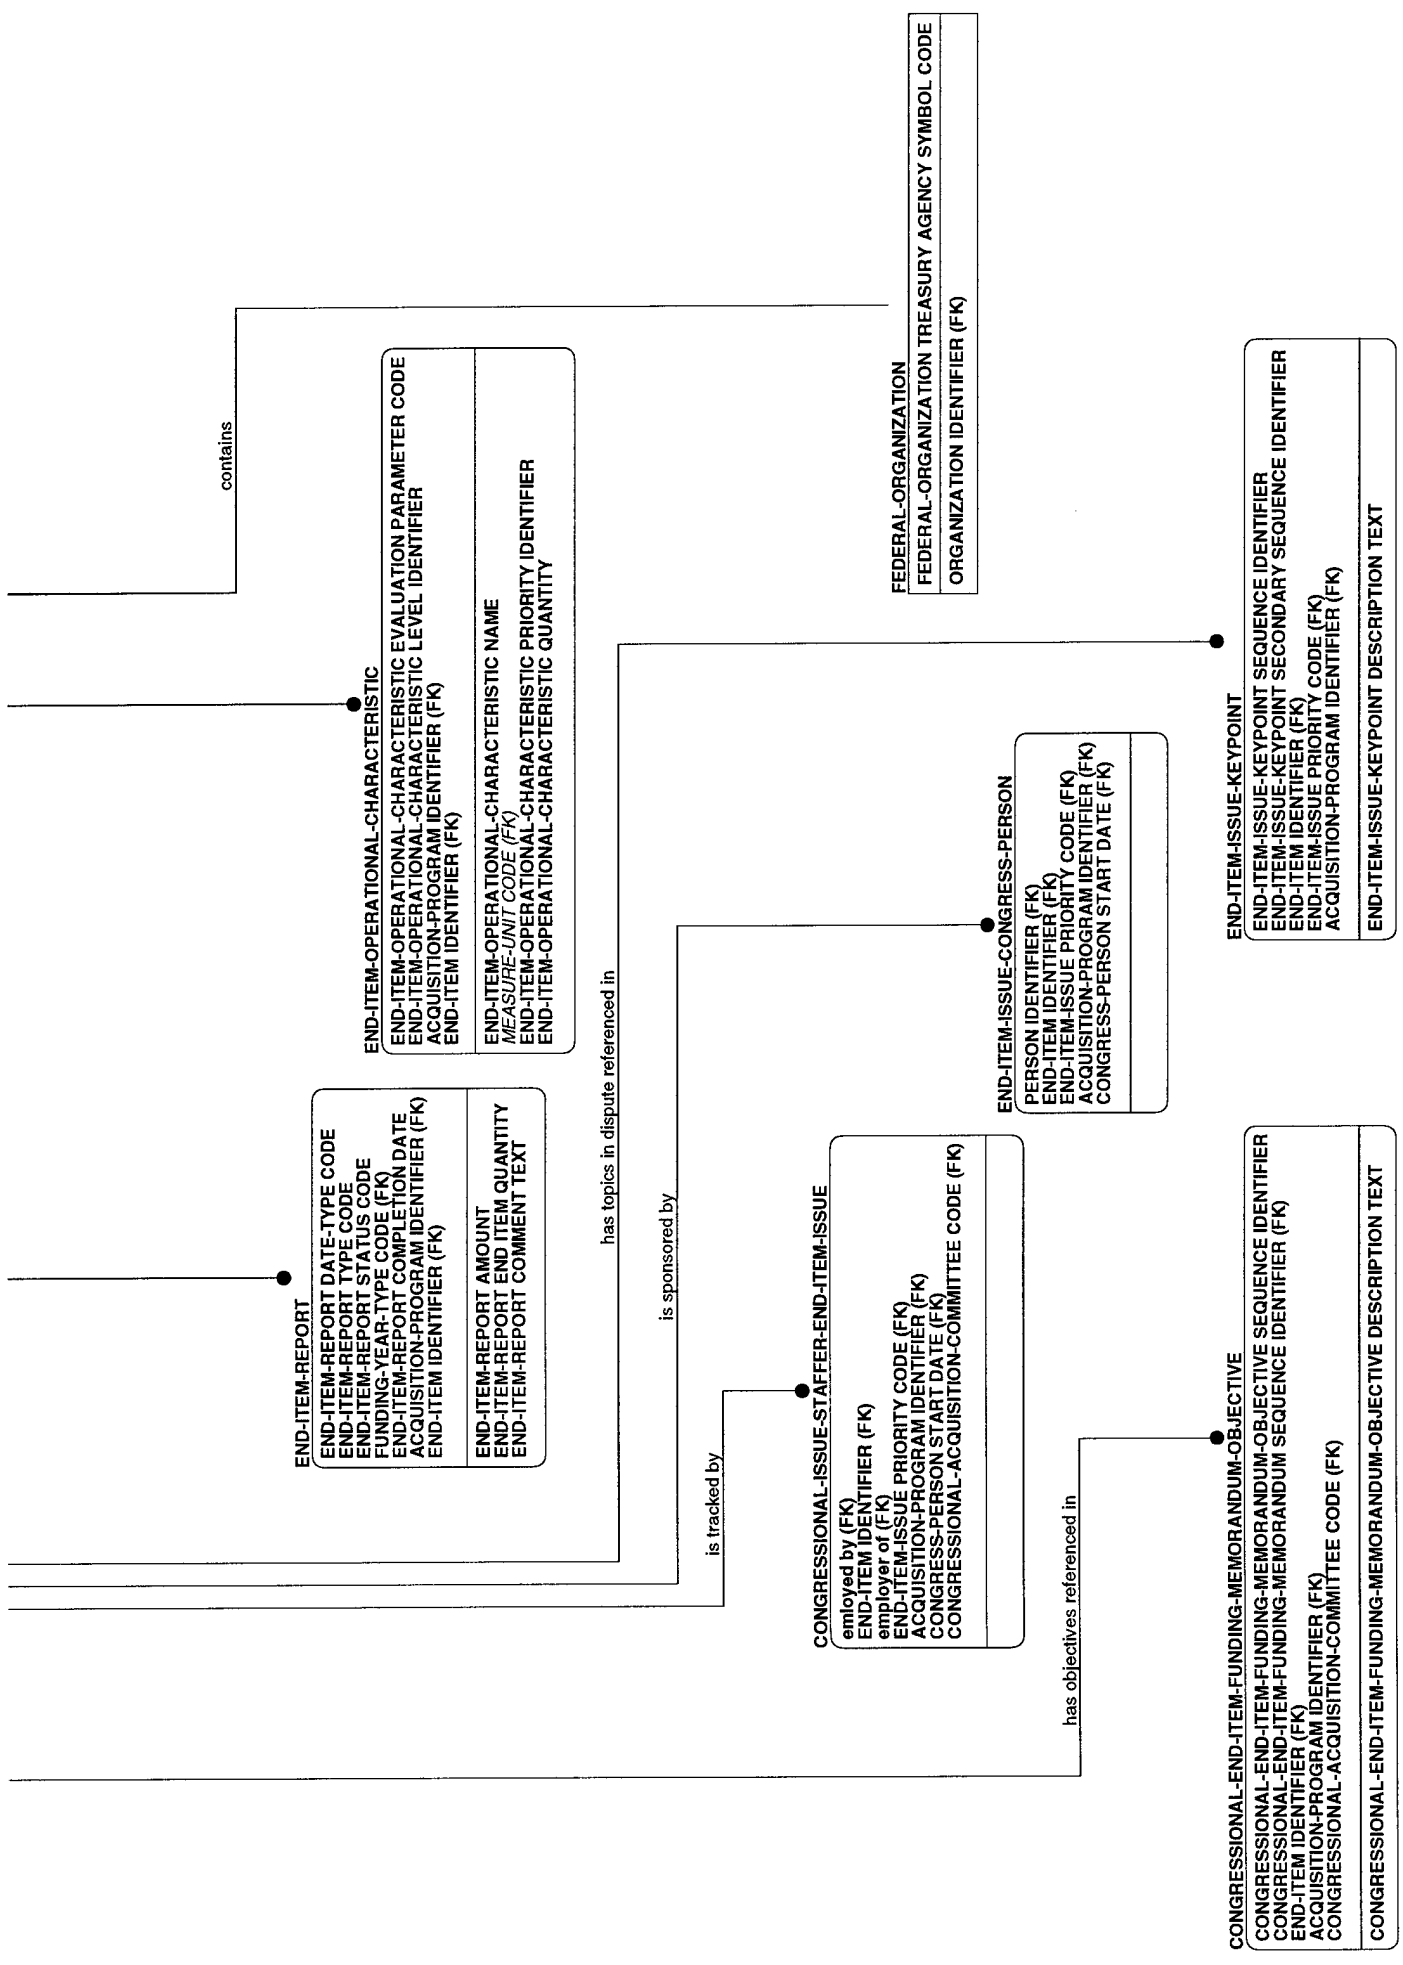 contains
END-ITEM-REPORT
END-ITEM-REPORT DATE-TYPE CODE
END-ITEM-REPORT TYPE CODE
END-ITEM-REPORT STATUS CODE
FUNDING-YEAR-TYPE CODE (FK)
END-ITEM-REPORT COMPLETION DATE
ACQUISITION-PROGRAM IDENTIFIER (FK)
END-ITEM IDENTIFIER (FK)
END-ITEM-REPORT AMOUNT
END-ITEM-REPORT END ITEM QUANTITY
END-ITEM-REPORT COMMENT TEXT
END-ITEM-OPERATIONAL-CHARACTERISTIC
END-ITEM-OPERATIONAL-CHARACTERISTIC EVALUATION PARAMETER CODE
END-ITEM-OPERATIONAL-CHARACTERISTIC LEVEL IDENTIFIER
ACQUISITION-PROGRAM IDENTIFIER (FK)
END-ITEM IDENTIFIER (FK)
END-ITEM-OPERATIONAL-CHARACTERISTIC NAME
MEASURE-UNIT CODE (FK)
END-ITEM-OPERATIONAL-CHARACTERISTIC PRIORITY IDENTIFIER
END-ITEM-OPERATIONAL-CHARACTERISTIC QUANTITY
has topics in dispute referenced in
is sponsored by
is tracked by
CONGRESSIONAL-ISSUE-STAFFER-END-ITEM-ISSUE
emloyed by (FK)
END-ITEM IDENTIFIER (FK)
employer of (FK)
END-ITEM-ISSUE PRIORITY CODE (FK)
ACQUISITION-PROGRAM IDENTIFIER (FK)
CONGRESS-PERSON START DATE (FK)
CONGRESSIONAL-ACQUISITION-COMMITTEE CODE (FK)
FEDERAL-ORGANIZATION
FEDERAL-ORGANIZATION TREASURY AGENCY SYMBOL CODE
ORGANIZATION IDENTIFIER (FK)
END-ITEM-ISSUE-CONGRESS-PERSON
PERSON IDENTIFIER (FK)
END-ITEM IDENTIFIER (FK)
END-ITEM-ISSUE PRIORITY CODE (FK)
ACQUISITION-PROGRAM IDENTIFIER (FK)
CONGRESS-PERSON START DATE (FK)
has objectives referenced in
CONGRESSIONAL-END-ITEM-FUNDING-MEMORANDUM-OBJECTIVE
CONGRESSIONAL-END-ITEM-FUNDING-MEMORANDUM-OBJECTIVE SEQUENCE IDENTIFIER
CONGRESSIONAL-END-ITEM-FUNDING-MEMORANDUM SEQUENCE IDENTIFIER (FK)
END-ITEM IDENTIFIER (FK)
ACQUISITION-PROGRAM IDENTIFIER (FK)
CONGRESSIONAL-ACQUISITION-COMMITTEE CODE (FK)
CONGRESSIONAL-END-ITEM-FUNDING-MEMORANDUM-OBJECTIVE DESCRIPTION TEXT
END-ITEM-ISSUE-KEYPOINT
END-ITEM-ISSUE-KEYPOINT SEQUENCE IDENTIFIER
END-ITEM-ISSUE-KEYPOINT SECONDARY SEQUENCE IDENTIFIER
END-ITEM IDENTIFIER (FK)
END-ITEM-ISSUE PRIORITY CODE (FK)
ACQUISITION-PROGRAM IDENTIFIER (FK)
END-ITEM-ISSUE-KEYPOINT DESCRIPTION TEXT